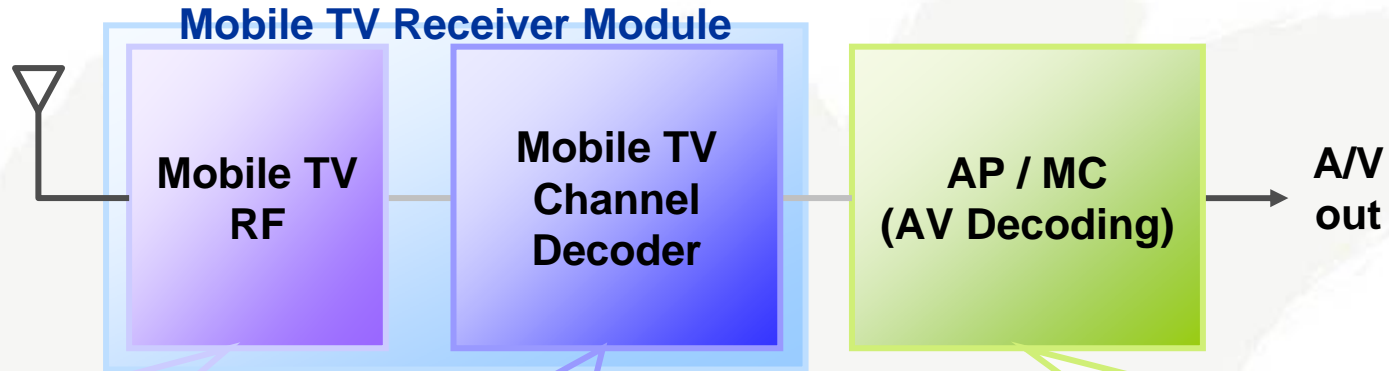 Mobile TV Receiver Module
Mobile TV
RF
Mobile TV
Channel
Decoder
AP / MC
(AV Decoding)
A/V
out